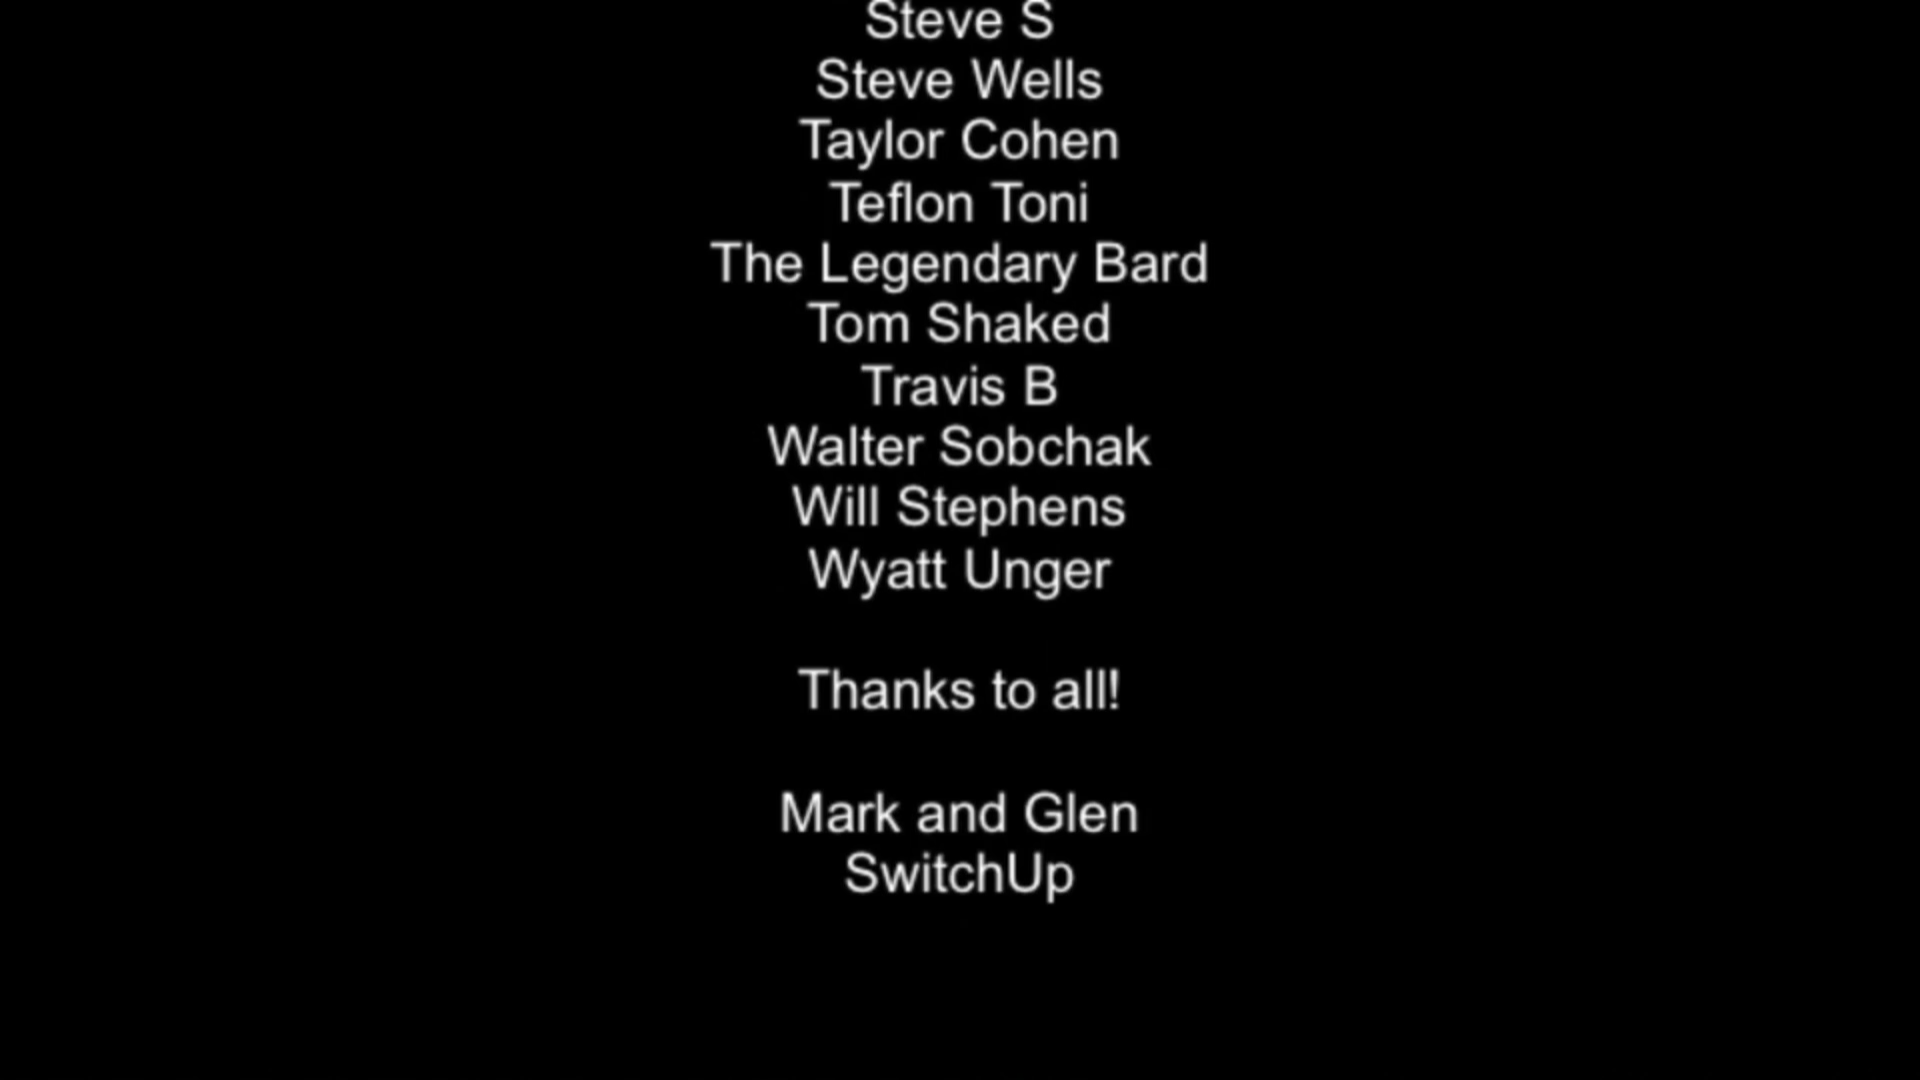 Steve S
Steve Wells
Taylor Cohen
Teflon Toni
The Legendary Bard
Tom Shaked
Travis B
Walter Sobchak
Will Stephens
Wyatt Unger
Thanks to all!
Mark and Glen
SwitchUp